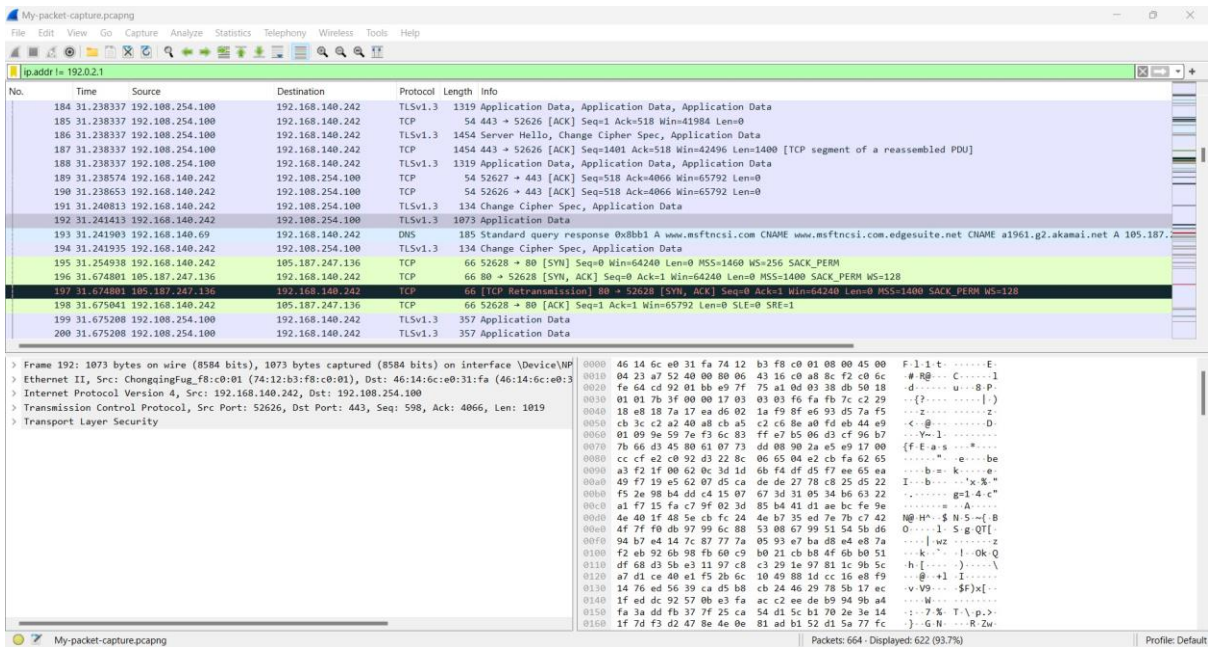 My-packet-capture.pcapng
File Edit View Go Capture Analyze Statistics Telephony Wireless Tools Help
ip.addr != 192.0.2.1
No. Time Source Destination Protocol Length Info
184 31.238337 192.108.254.100 192.168.140.242 TLSv1.3 1319 Application Data, Application Data, Application Data
185 31.238337 192.108.254.100 192.168.140.242 TCP 54 443 → 52626 [ACK] Seq=1 Ack=518 Win=41984 Len=0
186 31.238337 192.108.254.100 192.168.140.242 TLSv1.3 1454 Server Hello, Change Cipher Spec, Application Data
187 31.238337 192.108.254.100 192.168.140.242 TCP 1454 443 → 52626 [ACK] Seq=1401 Ack=518 Win=42496 Len=1400 [TCP segment of a reassembled PDU]
188 31.238337 192.108.254.100 192.168.140.242 TLSv1.3 1319 Application Data, Application Data, Application Data
189 31.238574 192.168.140.242 192.108.254.100 TCP 54 52627 → 443 [ACK] Seq=518 Ack=4066 Win=65792 Len=0
190 31.238653 192.168.140.242 192.108.254.100 TCP 54 52626 → 443 [ACK] Seq=518 Ack=4066 Win=65792 Len=0
191 31.240813 192.168.140.242 192.108.254.100 TLSv1.3 134 Change Cipher Spec, Application Data
192 31.241413 192.168.140.242 192.108.254.100 TLSv1.3 1073 Application Data
193 31.241903 192.168.140.69 192.168.140.242 DNS 185 Standard query response 0x8bb1 A www.msftncsi.com CNAME www.msftncsi.com.edgesuite.net CNAME a1961.g2.akamai.net A 105.187.
194 31.241935 192.168.140.242 192.108.254.100 TLSv1.3 134 Change Cipher Spec, Application Data
195 31.254938 192.168.140.242 105.187.247.136 TCP 66 52628 → 80 [SYN] Seq=0 Win=64240 Len=0 MSS=1460 WS=256 SACK_PERM
196 31.674801 105.187.247.136 192.168.140.242 TCP 66 80 → 52628 [SYN, ACK] Seq=0 Ack=1 Win=64240 Len=0 MSS=1400 SACK_PERM WS=128
197 31.674801 105.187.247.136 192.168.140.242 TCP 66 [TCP Retransmission] 80 → 52628 [SYN, ACK] Seq=0 Ack=1 Win=64240 Len=0 MSS=1400 SACK_PERM WS=128
198 31.675041 192.168.140.242 105.187.247.136 TCP 66 52628 → 80 [ACK] Seq=1 Ack=1 Win=65792 Len=0 SLE=0 SRE=1
199 31.675208 192.108.254.100 192.168.140.242 TLSv1.3 357 Application Data
200 31.675208 192.108.254.100 192.168.140.242 TLSv1.3 357 Application Data
Frame 192: 1073 bytes on wire (8584 bits), 1073 bytes captured (8584 bits) on interface \Device\NP
Ethernet II, Src: ChongqingFug_f8:c0:01 (74:12:b3:f8:c0:01), Dst: 46:14:6c:e0:31:fa (46:14:6c:e0:3
Internet Protocol Version 4, Src: 192.168.140.242, Dst: 192.108.254.100
Transmission Control Protocol, Src Port: 52626, Dst Port: 443, Seq: 598, Ack: 4066, Len: 1019
Transport Layer Security
0000 46 14 6c e0 31 fa 74 12 b3 f8 c0 01 08 00 45 00
0010 04 23 a7 52 40 00 80 06 43 16 c0 a8 8c f2 c0 6c
0020 fe 64 cd 92 01 bb e9 7f 75 a1 0d 03 38 db 50 18
0030 01 01 7b 3f 00 00 17 03 03 03 f6 fa fb 7c c2 29
0040 18 e8 18 7a 17 ea d6 02 1a f9 8f e6 93 d5 7a f5
0050 cb 3c c2 a2 40 a8 cb a5 c2 c6 8e a0 fd eb 44 e9
0060 01 09 9e 59 7e f3 6c 83 ff e7 b5 06 d3 cf 96 b7
0070 7b 66 d3 45 80 61 07 73 dd 08 90 2a e5 e9 17 00
0080 cc cf e2 c0 92 d3 22 8c 06 65 04 e2 cb fa 62 65
0090 a3 f2 1f 00 62 0c 3d 1d 6b f4 df d5 f7 ee 65 ea
00a0 49 f7 19 e5 62 07 d5 ca de de 27 78 c8 25 d5 22
00b0 f5 2e 98 b4 dd c4 15 07 67 3d 31 05 34 b6 63 22
00c0 a1 f7 15 fa c7 9f 02 3d 85 b4 41 d1 ae bc fe 9e
00d0 4e 40 1f 48 5e cb fc 24 4e b7 35 ed 7e 7b c7 42
00e0 4f 7f f0 db 97 99 6c 88 53 08 67 99 51 54 5b d6
00f0 94 b7 e4 14 7c 87 77 7a 05 93 e7 ba d8 e4 e8 7a
0100 f2 eb 92 6b 98 fb 60 c9 b0 21 cb b8 4f 6b b0 51
0110 df 68 d3 5b e3 11 97 c8 c3 29 1e 97 81 1c 9b 5c
0120 a7 d1 ce 40 e1 f5 2b 6c 10 49 88 1d cc 16 e8 f9
0130 14 76 ed 56 39 ca d5 b8 cb 24 46 29 78 5b 17 ec
0140 1f ed dc 92 57 0b e3 fa ac c2 ee de b9 94 9b a4
0150 fa 3a dd fb 37 7f 25 ca 54 d1 5c b1 70 2e 3e 14
0160 1f 7d f3 d2 47 8e 4e 0e 81 ad b1 52 d1 5a 77 fc
My-packet-capture.pcapng Packets: 664 · Displayed: 622 (93.7%) Profile: Default